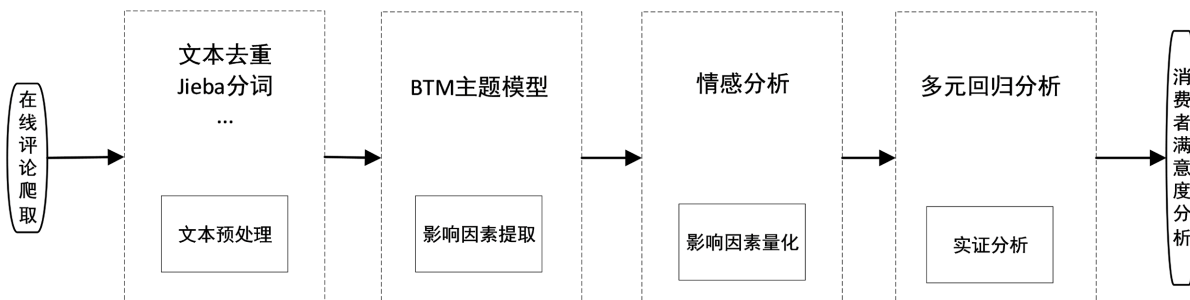 在线评论爬取
文本去重
Jieba分词
...
文本预处理
BTM主题模型
影响因素提取
情感分析
影响因素量化
多元回归分析
实证分析
消费者满意度分析